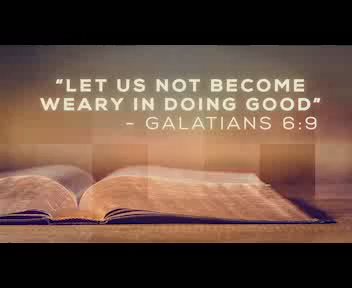 “LET US NOT BECOME
WEARY IN DOING GOOD”
- GALATIANS 6:9